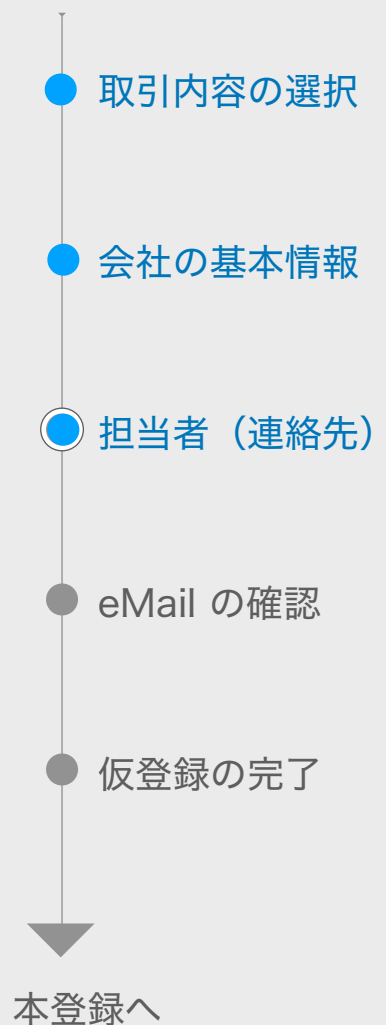 取引内容の選択
会社の基本情報
担当者（連絡先）
eMail の確認
仮登録の完了
本登録へ